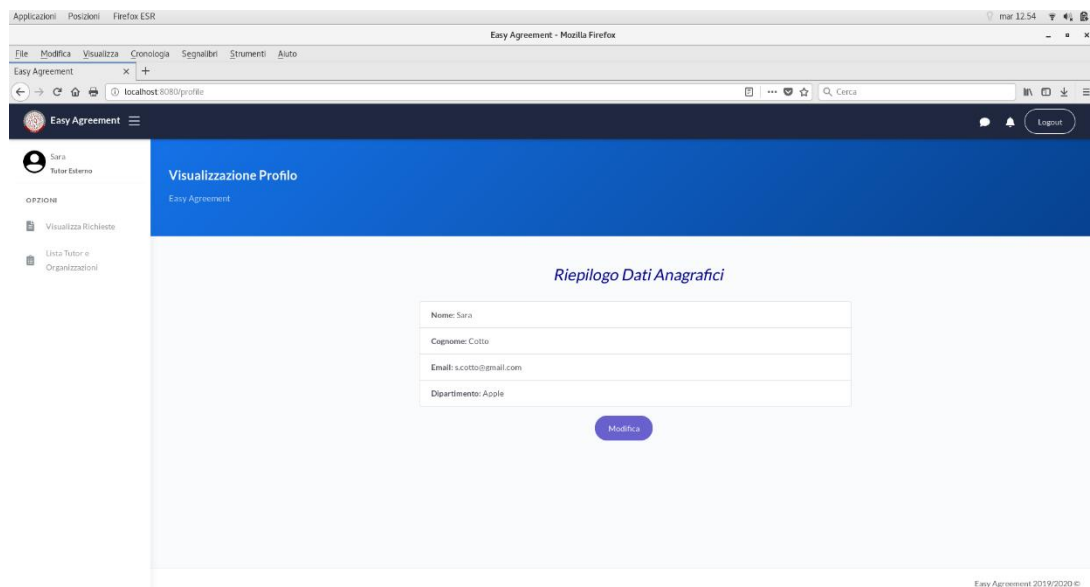 Applicazioni Posizioni Firefox ESR mar 12.54
Easy Agreement - Mozilla Firefox
File Modifica Visualizza Cronologia Segnalibri Strumenti Aiuto
Easy Agreement
localhost:8080/profile Cerca
Easy Agreement Logout
Sara
Tutor Esterno
OPZIONI
Visualizza Richieste
Lista Tutor e
Organizzazioni
Visualizzazione Profilo
Easy Agreement
Riepilogo Dati Anagrafici
Nome: Sara
Cognome: Cotto
Email: s.cotto@gmail.com
Dipartimento: Apple
Modifica
Easy Agreement 2019/2020 ©